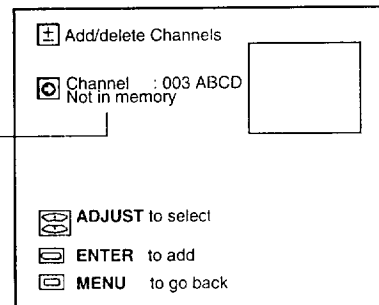 ± Add/delete Channels
Channel : 003 ABCD
Not in memory
ADJUST to select
ENTER to add
MENU to go back